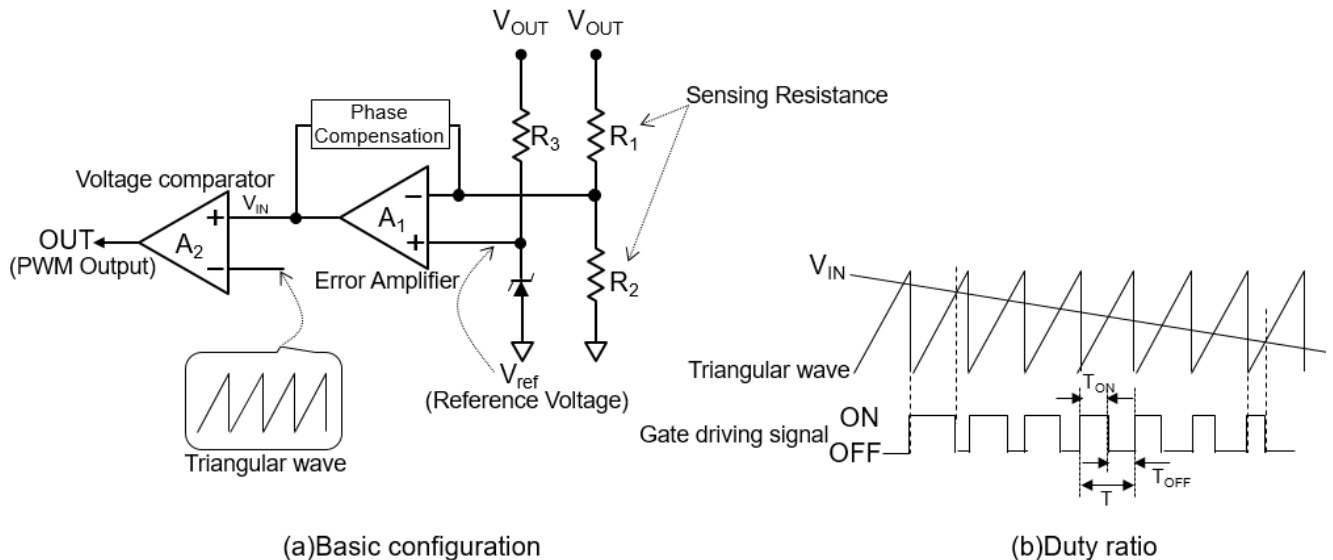 VOUT
VOUT
Sensing Resistance
Phase
Compensation
R3
R1
Voltage comparator
VIN
A1
A2
OUT
(PWM Output)
Error Amplifier
R2
Vref
(Reference Voltage)
Triangular wave
(a)Basic configuration
VIN
Triangular wave
TON
ON
Gate driving signal
OFF
TOFF
T
(b)Duty ratio